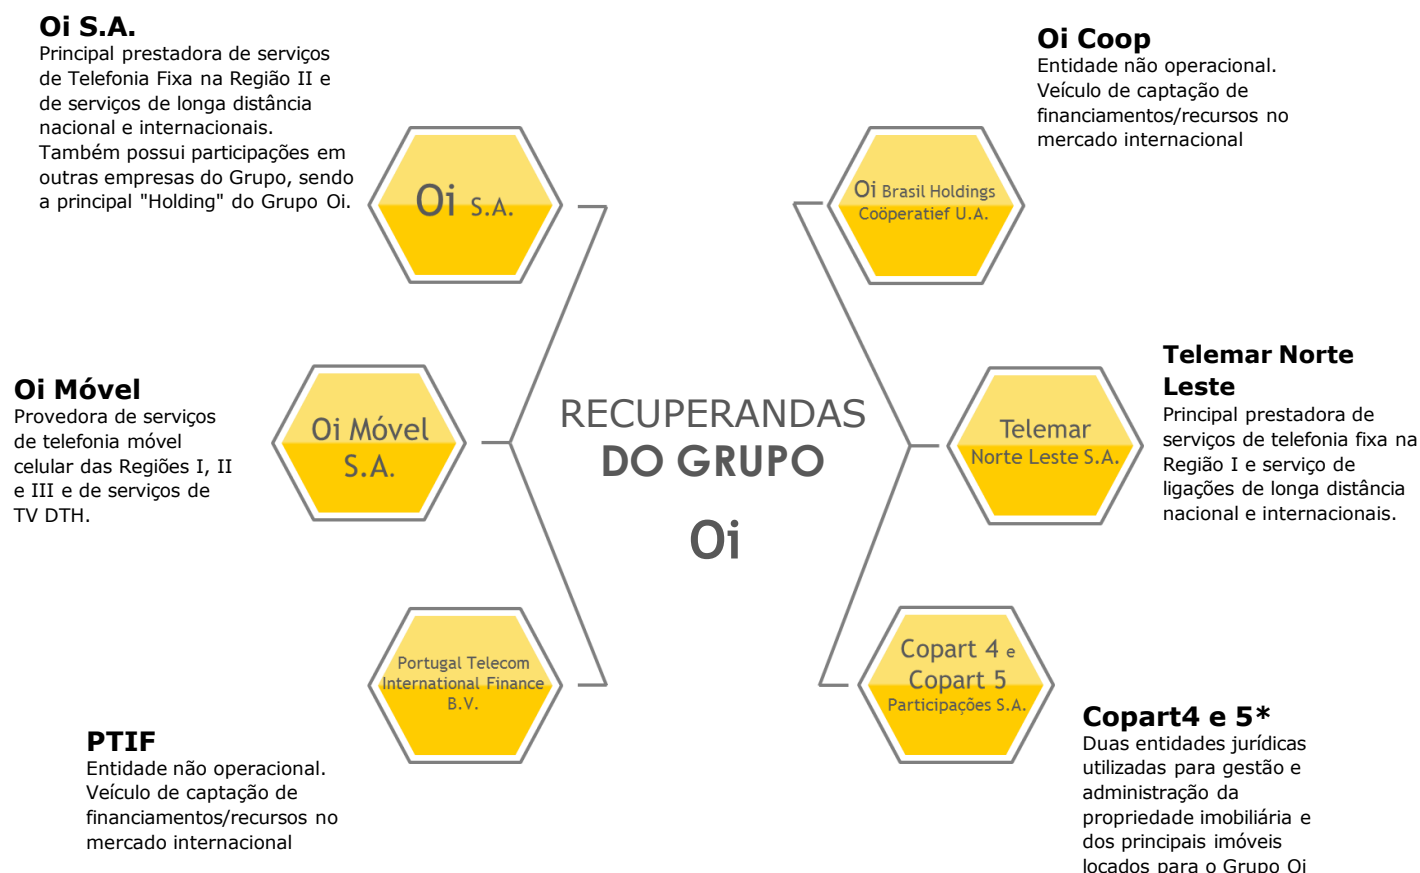 Oi S.A.
Principal prestadora de serviços
de Telefonia Fixa na Região II e
de serviços de longa distância
nacional e internacionais.
Também possui participações em
outras empresas do Grupo, sendo
a principal "Holding" do Grupo Oi.
Oi S.A.
Oi Coop
Entidade não operacional.
Veículo de captação de
financiamentos/recursos no
mercado internacional
Oi Brasil Holdings
Coöperatief U.A.
Oi Móvel
Provedora de serviços
de telefonia móvel
celular das Regiões I, II
e III e de serviços de
TV DTH.
Oi Móvel
S.A.
RECUPERANDAS
DO GRUPO
Oi
Telemar
Norte Leste S.A.
Telemar Norte
Leste
Principal prestadora de
serviços de telefonia fixa na
Região I e serviço de
ligações de longa distância
nacional e internacionais.
Portugal Telecom
International Finance
B.V.
PTIF
Entidade não operacional.
Veículo de captação de
financiamentos/recursos no
mercado internacional
Copart 4 e
Copart 5
Participações S.A.
Copart4 e 5*
Duas entidades jurídicas
utilizadas para gestão e
administração da
propriedade imobiliária e
dos principais imóveis
locados para o Grupo Oi